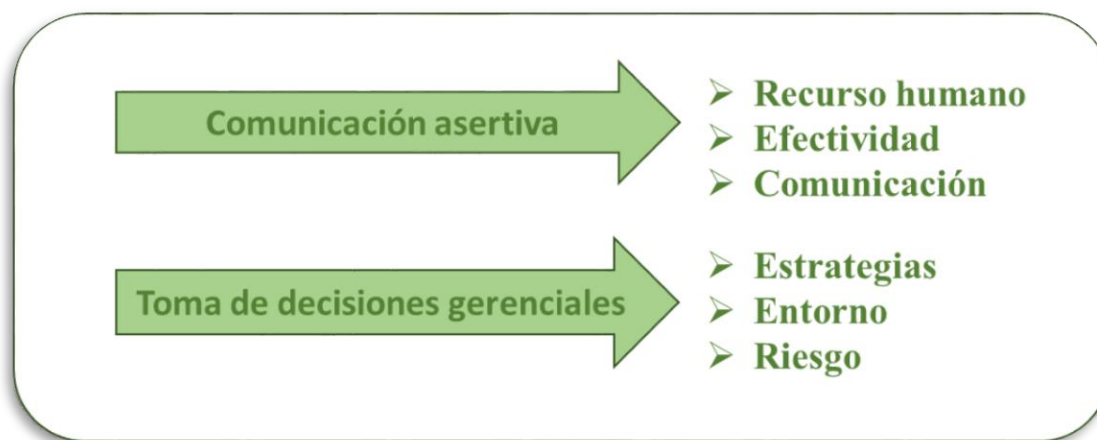 Comunicación asertiva
Recurso humano
Efectividad
Comunicación
Toma de decisiones gerenciales
Estrategias
Entorno
Riesgo